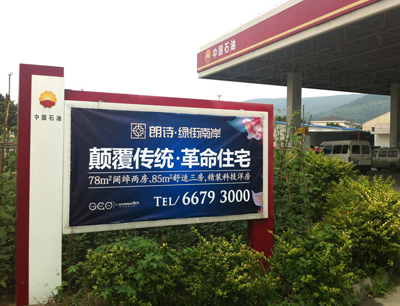 中国石油
中国石油
朗诗·绿街南岸
颠覆传统·革命住宅
78m²阔绰两房、85m²舒适三房,精装科技洋房
TEL/ 6679 3000